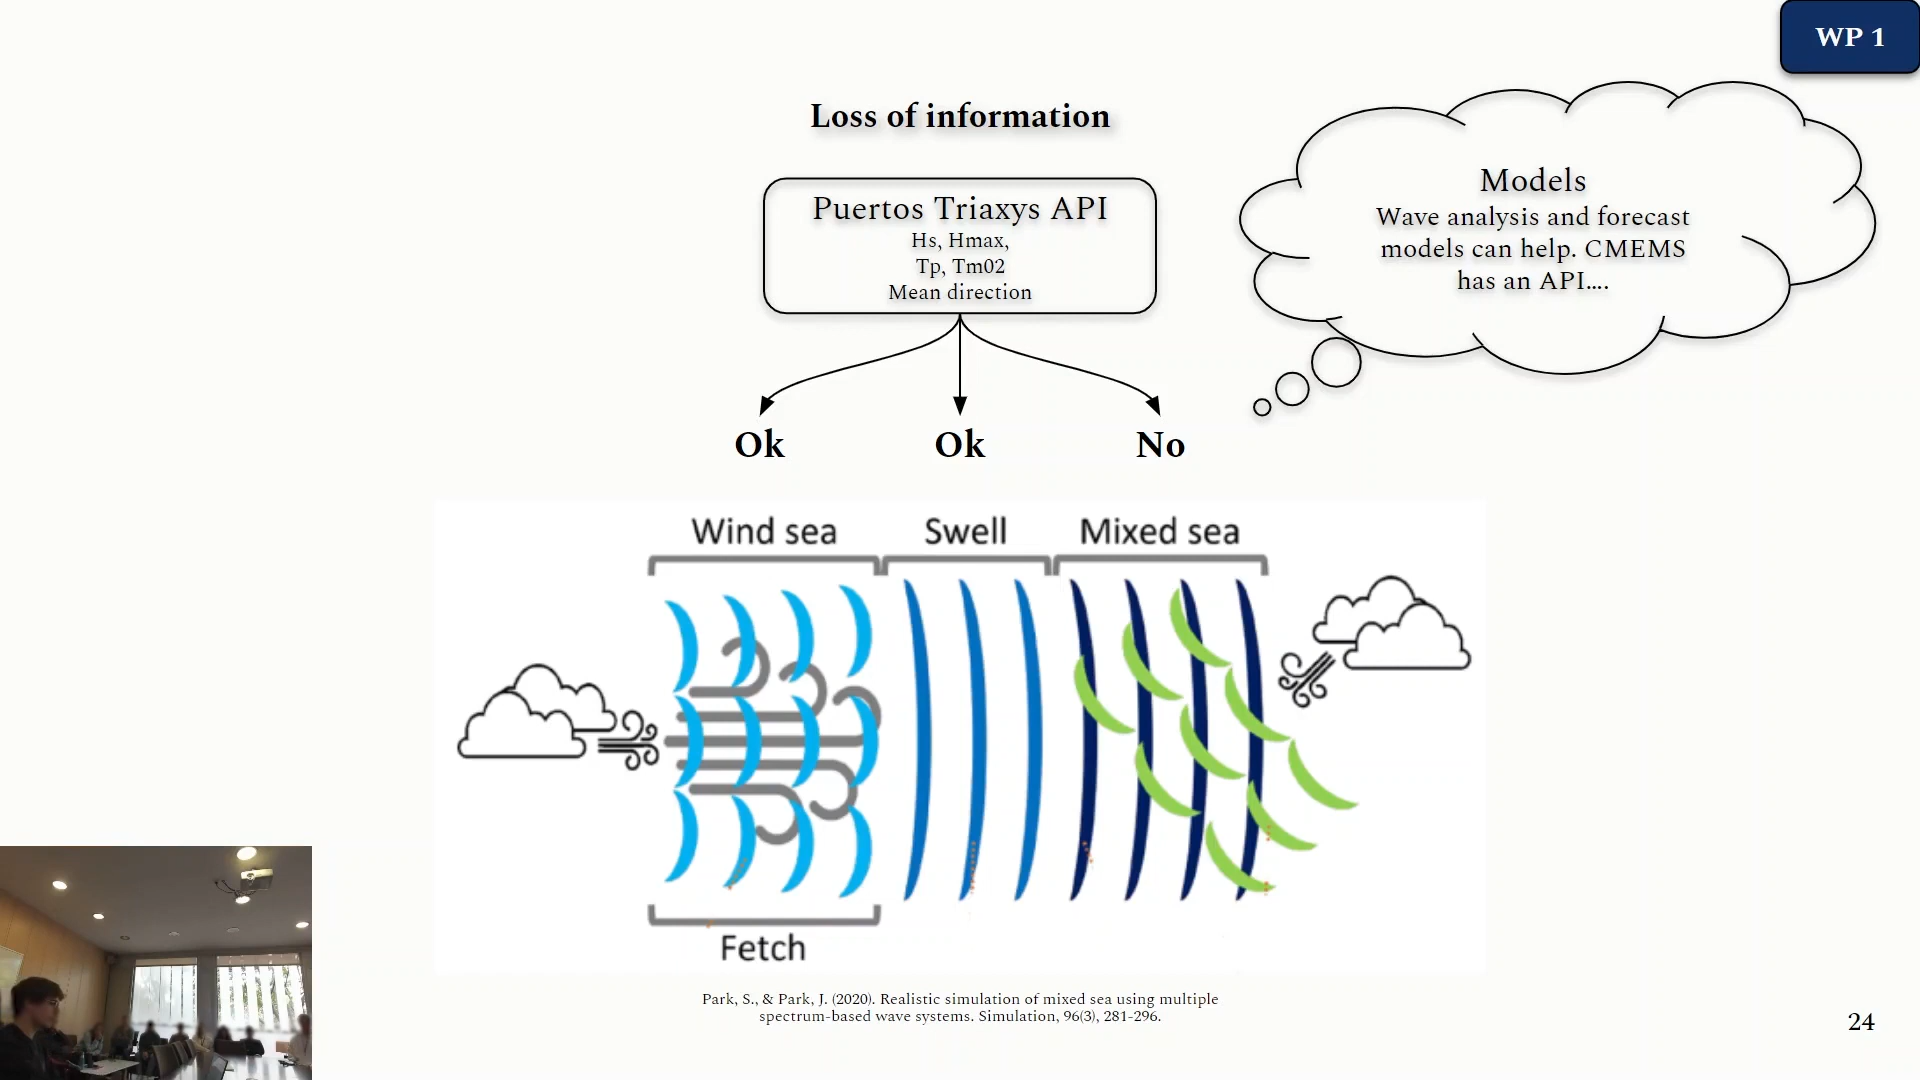 WP 1
Loss of information
Puertos Triaxys API
Hs, Hmax,
Tp, Tm02
Mean direction
Models
Wave analysis and forecast
models can help. CMEMS
has an API....
Ok
Ok
No
Wind sea
Swell
Mixed sea
Fetch
Park, S., & Park, J. (2020). Realistic simulation of mixed sea using multiple
spectrum-based wave systems. Simulation, 96(3), 281-296.
24